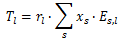 T_l = r_l · ∑_s x_s · E_{s,l}